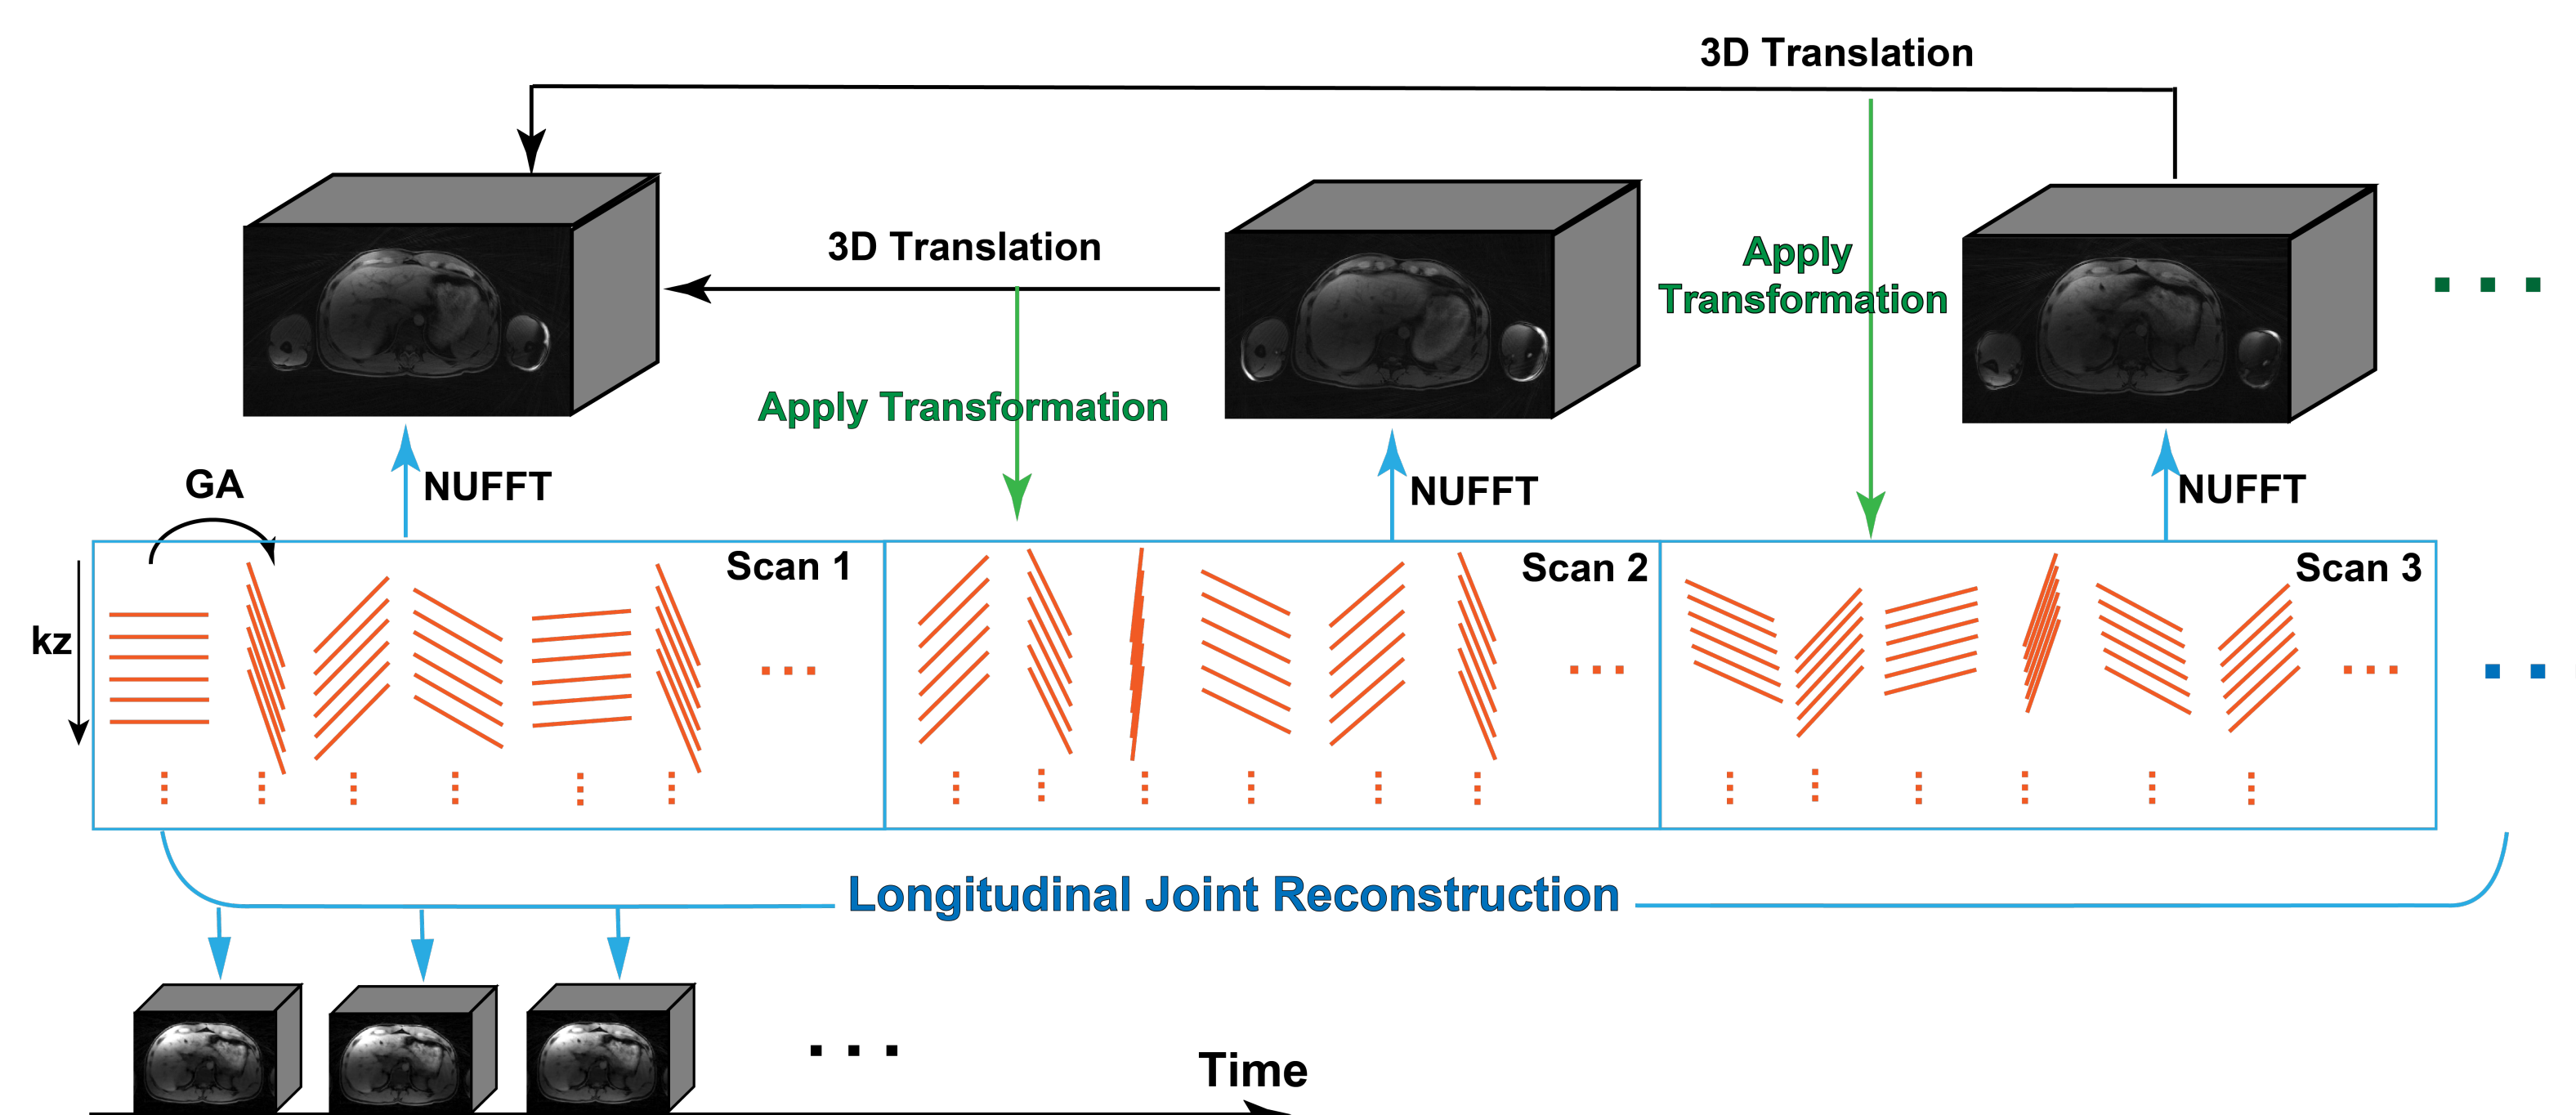 3D Translation
3D Translation
Apply
Transformation
Apply Transformation
GA
NUFFT
NUFFT
NUFFT
Scan 1
Scan 2
Scan 3
kz
Longitudinal Joint Reconstruction
Time